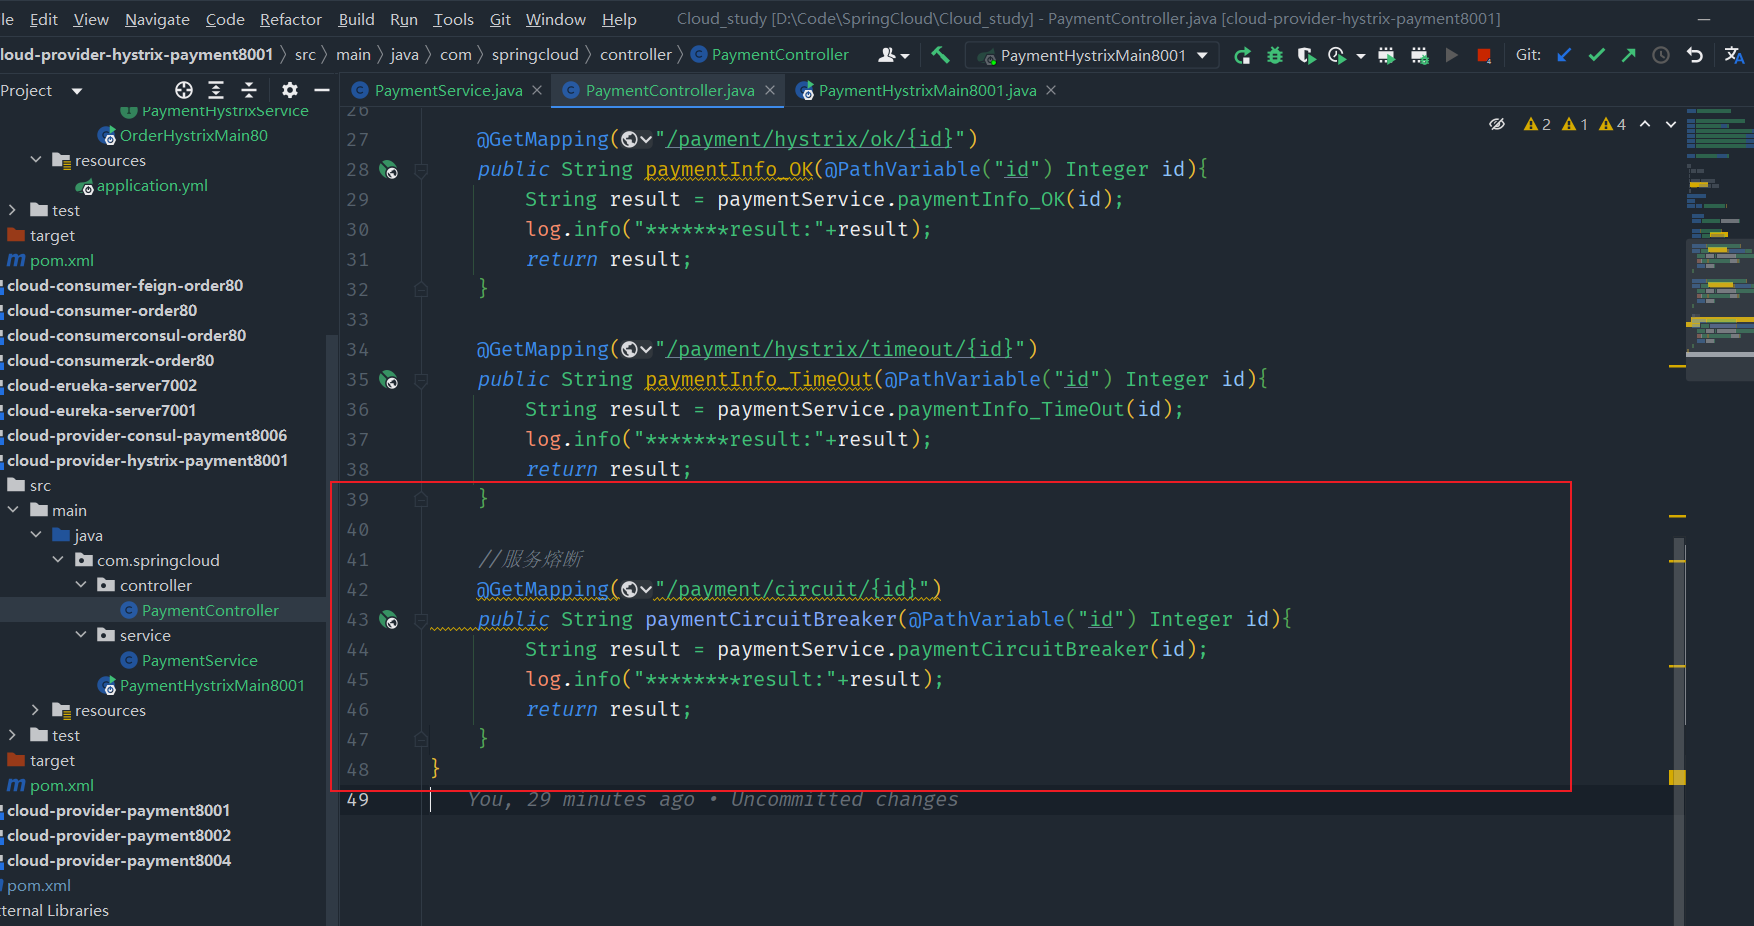 le Edit View Navigate Code Refactor Build Run Tools Git Window Help Cloud_study [D:\Code\SpringCloud\Cloud_study] - PaymentController.java [cloud-provider-hystrix-payment8001]
loud-provider-hystrix-payment8001 〉 src 〉 main 〉 java 〉 com 〉 springcloud 〉 controller 〉 PaymentController PaymentHystrixMain8001 Git:
Project
PaymentService.java PaymentController.java PaymentHystrixMain8001.java
PaymentHystrixService
OrderHystrixMain80
resources
application.yml
test
target
pom.xml
cloud-consumer-feign-order80
cloud-consumer-order80
cloud-consumerconsul-order80
cloud-consumerzk-order80
cloud-erueka-server7002
cloud-eureka-server7001
cloud-provider-consul-payment8006
cloud-provider-hystrix-payment8001
src
main
java
com.springcloud
controller
PaymentController
service
PaymentService
PaymentHystrixMain8001
resources
test
target
pom.xml
cloud-provider-payment8001
cloud-provider-payment8002
cloud-provider-payment8004
pom.xml
ternal Libraries
2 1 4
26
27 @GetMapping("/payment/hystrix/ok/{id}")
28 public String paymentInfo_OK(@PathVariable("id") Integer id){
29 String result = paymentService.paymentInfo_OK(id);
30 log.info("*******result:"+result);
31 return result;
32 }
33
34 @GetMapping("/payment/hystrix/timeout/{id}")
35 public String paymentInfo_TimeOut(@PathVariable("id") Integer id){
36 String result = paymentService.paymentInfo_TimeOut(id);
37 log.info("*******result:"+result);
38 return result;
39 }
40
41 //服务熔断
42 @GetMapping("/payment/circuit/{id}")
43 public String paymentCircuitBreaker(@PathVariable("id") Integer id){
44 String result = paymentService.paymentCircuitBreaker(id);
45 log.info("********result:"+result);
46 return result;
47 }
48 }
49 You, 29 minutes ago • Uncommitted changes